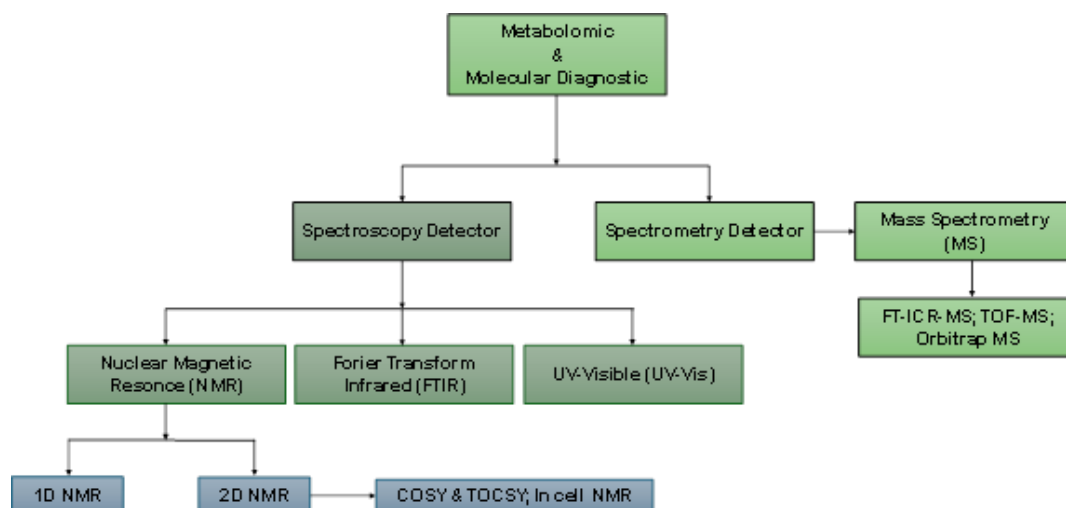 Metabolomic
&
Molecular Diagnostic
Spectroscopy Detector
Spectrometry Detector
Mass Spectrometry
(MS)
FT-ICR-MS; TOF-MS;
Orbitrap MS
Nuclear Magnetic
Resonce (NMR)
Forier Transform
Infrared (FTIR)
UV-Visible (UV-Vis)
1D NMR
2D NMR
COSY & TOCSY; In cell NMR